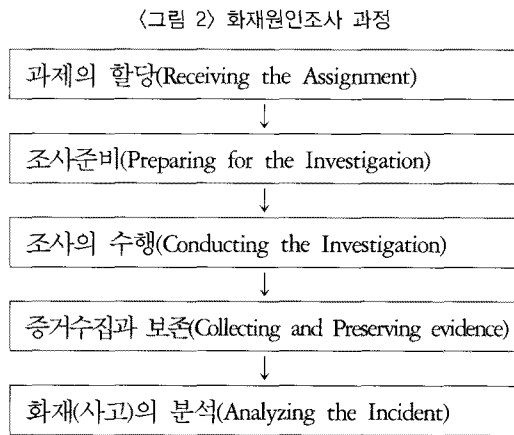 〈그림 2〉 화재원인조사 과정
과제의 할당(Receiving the Assignment)
↓
조사준비(Preparing for the Investigation)
↓
조사의 수행(Conducting the Investigation)
↓
증거수집과 보존(Collecting and Preserving evidence)
↓
화재(사고)의 분석(Analyzing the Incident)